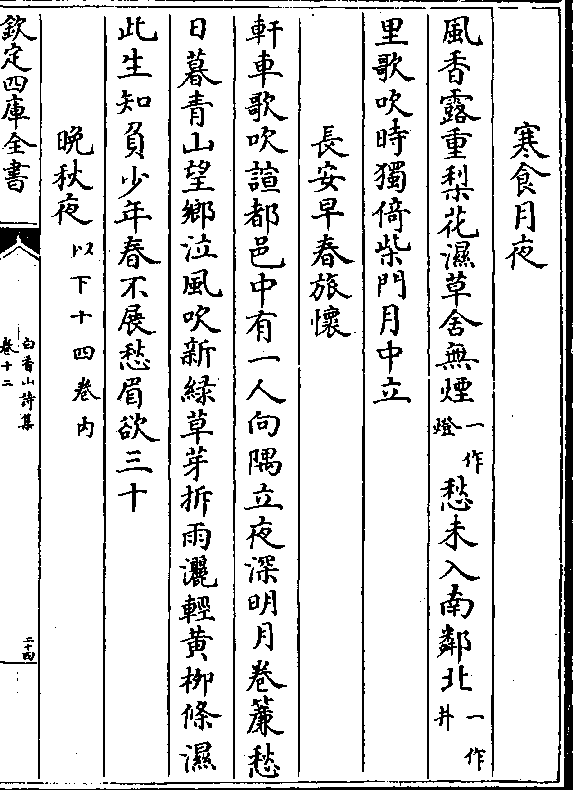 寒食月夜
風香露重梨花濕草舍無煙一作燈愁未入南鄰北一作井
里歌吹時獨倚柴門月中立
長安早春旅懷
軒車歌吹諠都邑中有一人向隅立夜深明月卷簾愁
日暮青山望鄉泣風吹新綠草芽拆雨灑輕黄柳條濕
此生知負少年春不展愁眉欲三十
晚秋夜 以下十四卷内
欽定四庫全書
白香山詩集
卷十二
二十四